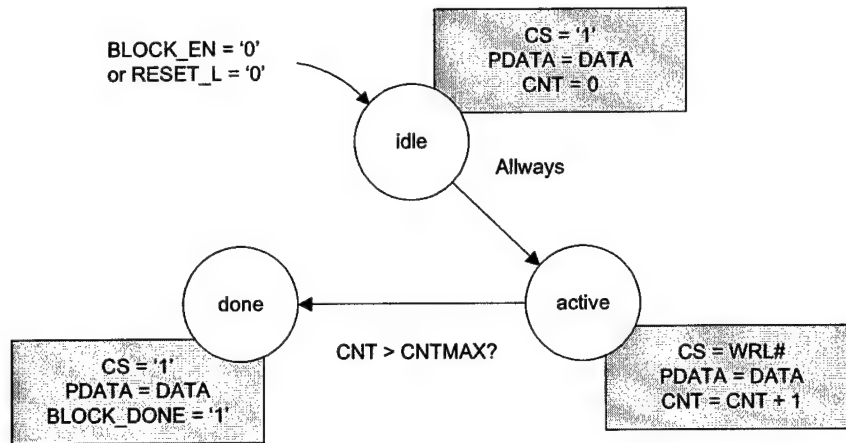 BLOCK_EN = ‘0’
or RESET_L = ‘0’
CS = ‘1’
PDATA = DATA
CNT = 0
idle
Allways
done
active
CNT > CNTMAX?
CS = ‘1’
PDATA = DATA
BLOCK_DONE = ‘1’
CS = WRL#
PDATA = DATA
CNT = CNT + 1